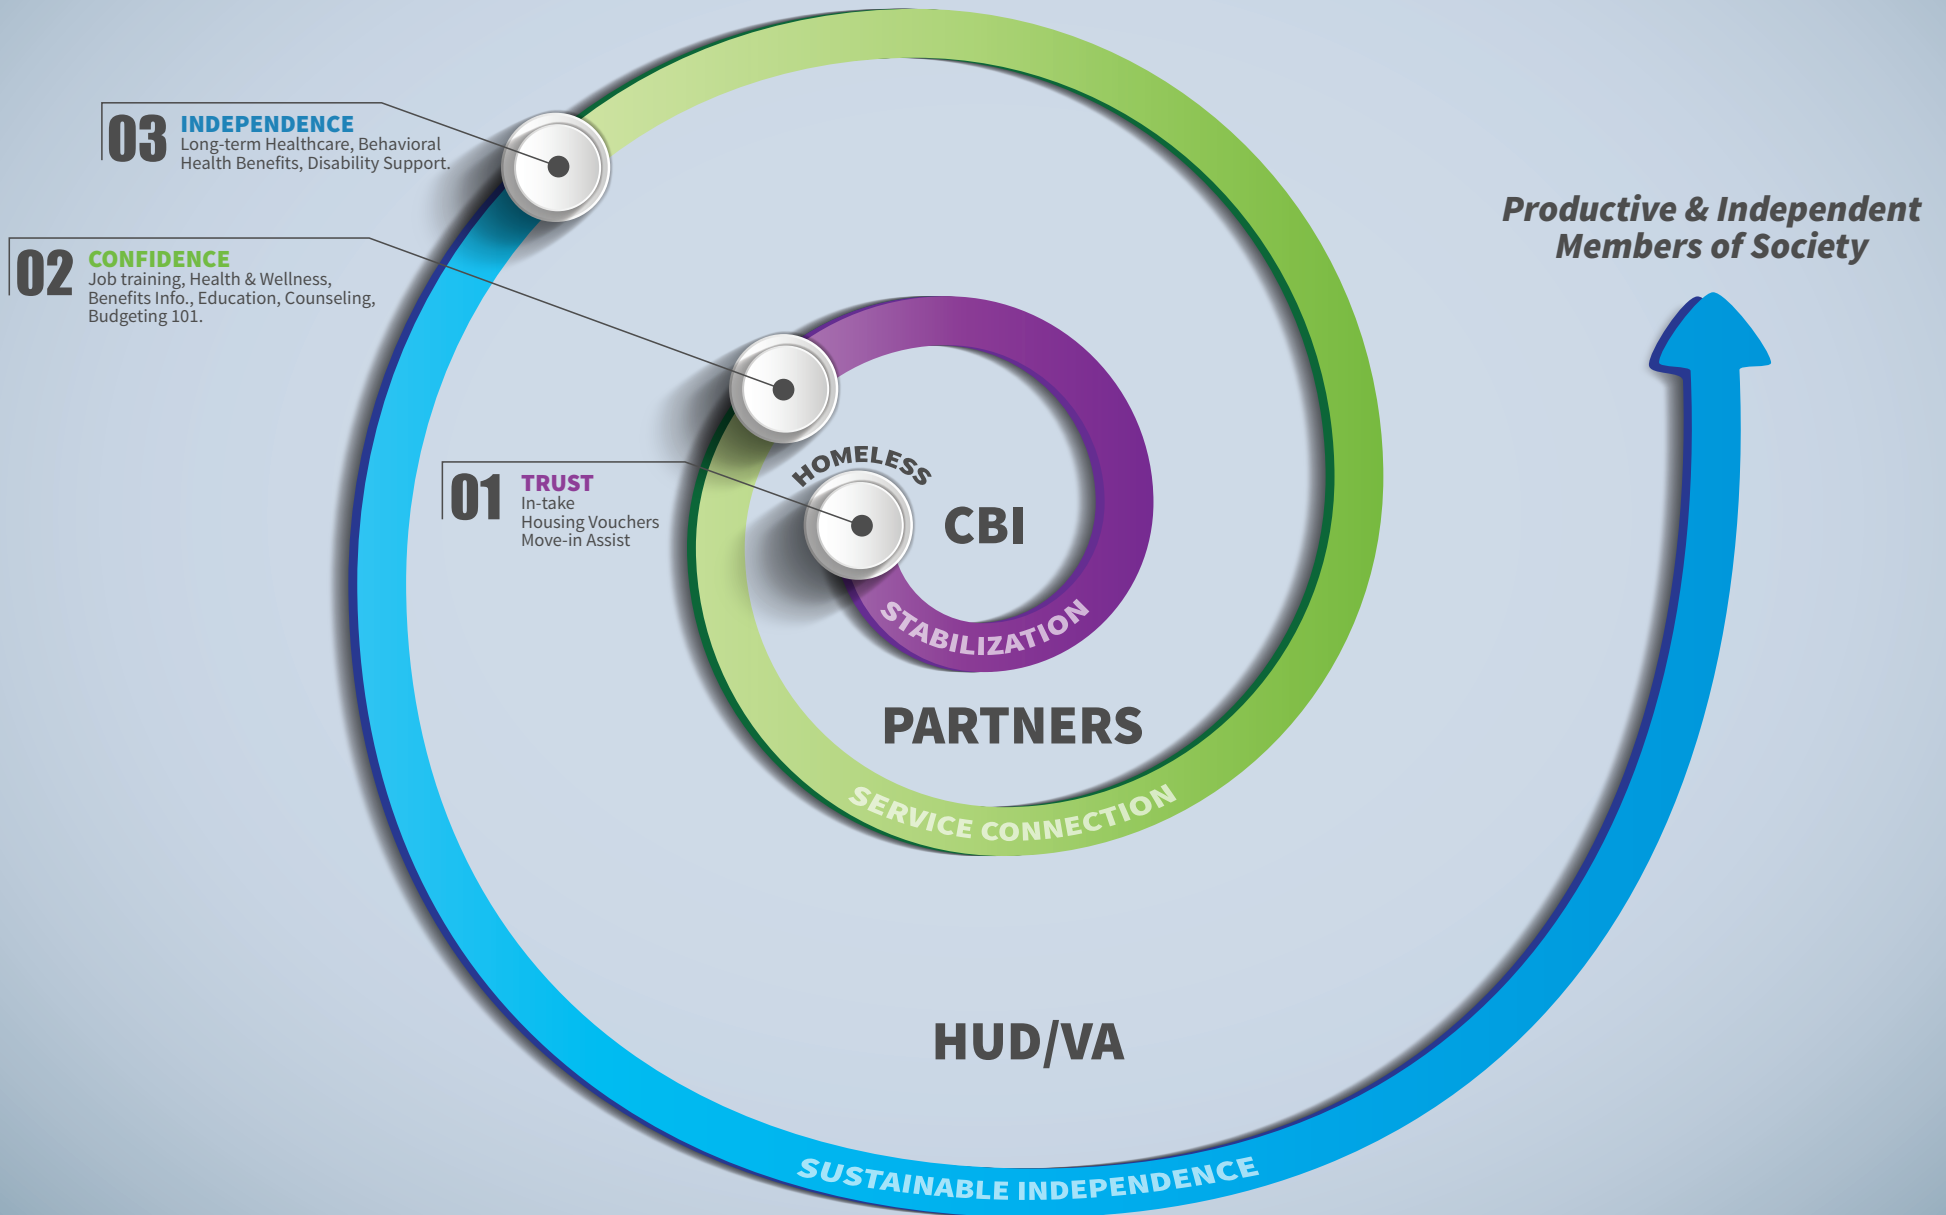 03
INDEPENDENCE
Long-term Healthcare, Behavioral
Health Benefits, Disability Support.
02
CONFIDENCE
Job training, Health & Wellness,
Benefits Info., Education, Counseling,
Budgeting 101.
01
TRUST
In-take
Housing Vouchers
Move-in Assist
HOMELESS
CBI
STABILIZATION
PARTNERS
SERVICE CONNECTION
HUD/VA
SUSTAINABLE INDEPENDENCE
Productive & Independent
Members of Society